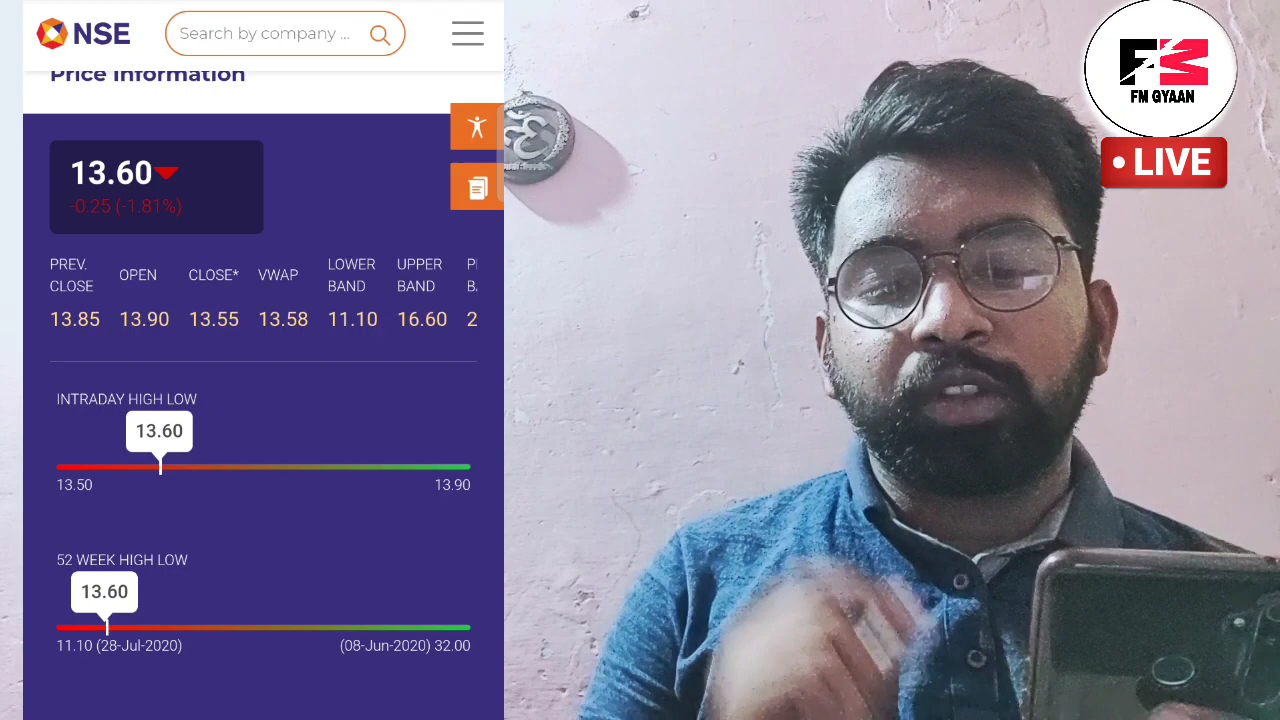 NSE
Search by company ...
Price Information
13.60
-0.25 (-1.81%)
PREV. CLOSE
OPEN
CLOSE*
VWAP
LOWER BAND
UPPER BAND
13.85
13.90
13.55
13.58
11.10
16.60
2
INTRADAY HIGH LOW
13.60
13.50
13.90
52 WEEK HIGH LOW
13.60
11.10 (28-Jul-2020)
(08-Jun-2020) 32.00
FM GYAAN
• LIVE
ॐ